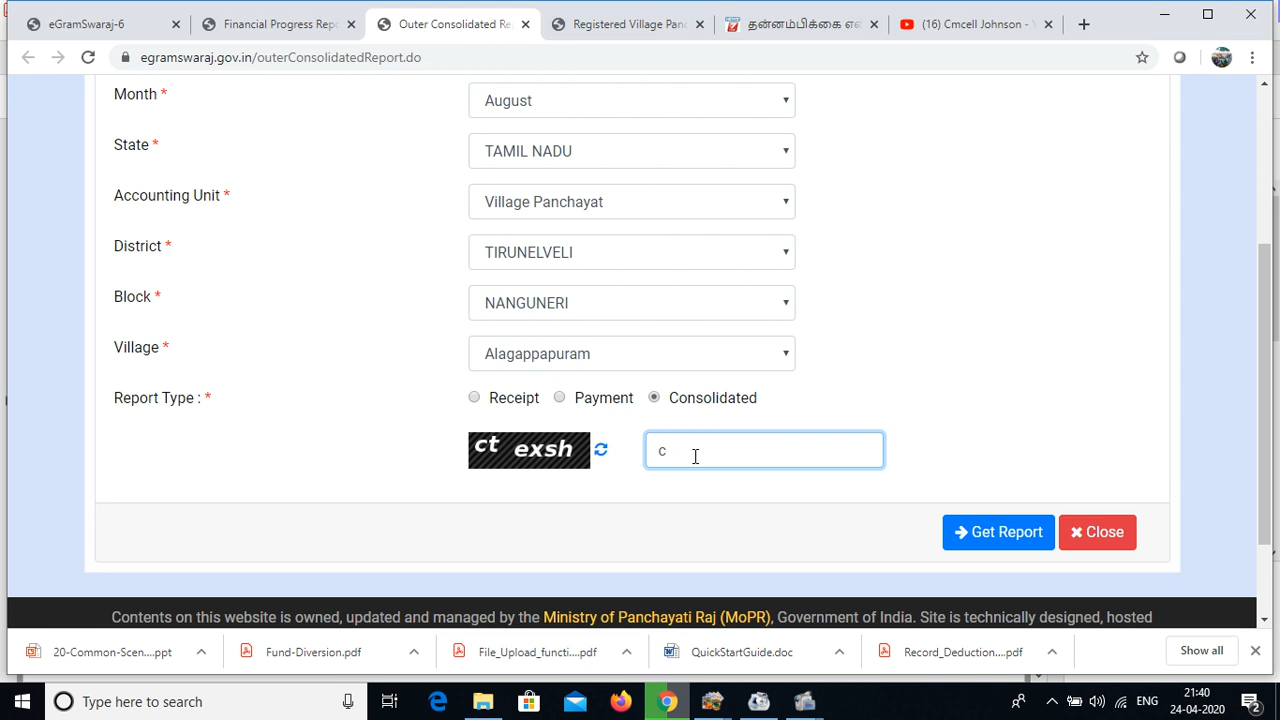 eGramSwaraj-6
Financial Progress Repo
Outer Consolidated Re
Registered Village Pan
தன்னம்பிக்கை என
(16) Cmcell Johnson -
egramswaraj.gov.in/outerConsolidatedReport.do
Month *
August
State *
TAMIL NADU
Accounting Unit *
Village Panchayat
District *
TIRUNELVELI
Block *
NANGUNERI
Village *
Alagappapuram
Report Type : *
Receipt Payment Consolidated
ct exsh
c
Get Report
Close
Contents on this website is owned, updated and managed by the Ministry of Panchayati Raj (MoPR), Government of India. Site is technically designed, hosted
20-Common-Scen....ppt
Fund-Diversion.pdf
File_Upload_functi....pdf
QuickStartGuide.doc
Record_Deduction....pdf
Show all
Type here to search
ENG
21:40
24-04-2020
2